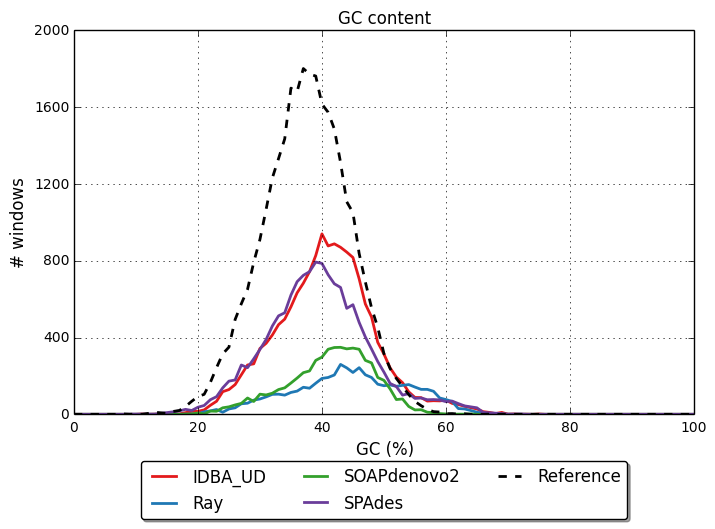 GC content
2000
1600
1200
800
400
0
# windows
0 20 40 60 80 100
GC (%)
IDBA_UD SOAPdenovo2 Reference
Ray SPAdes